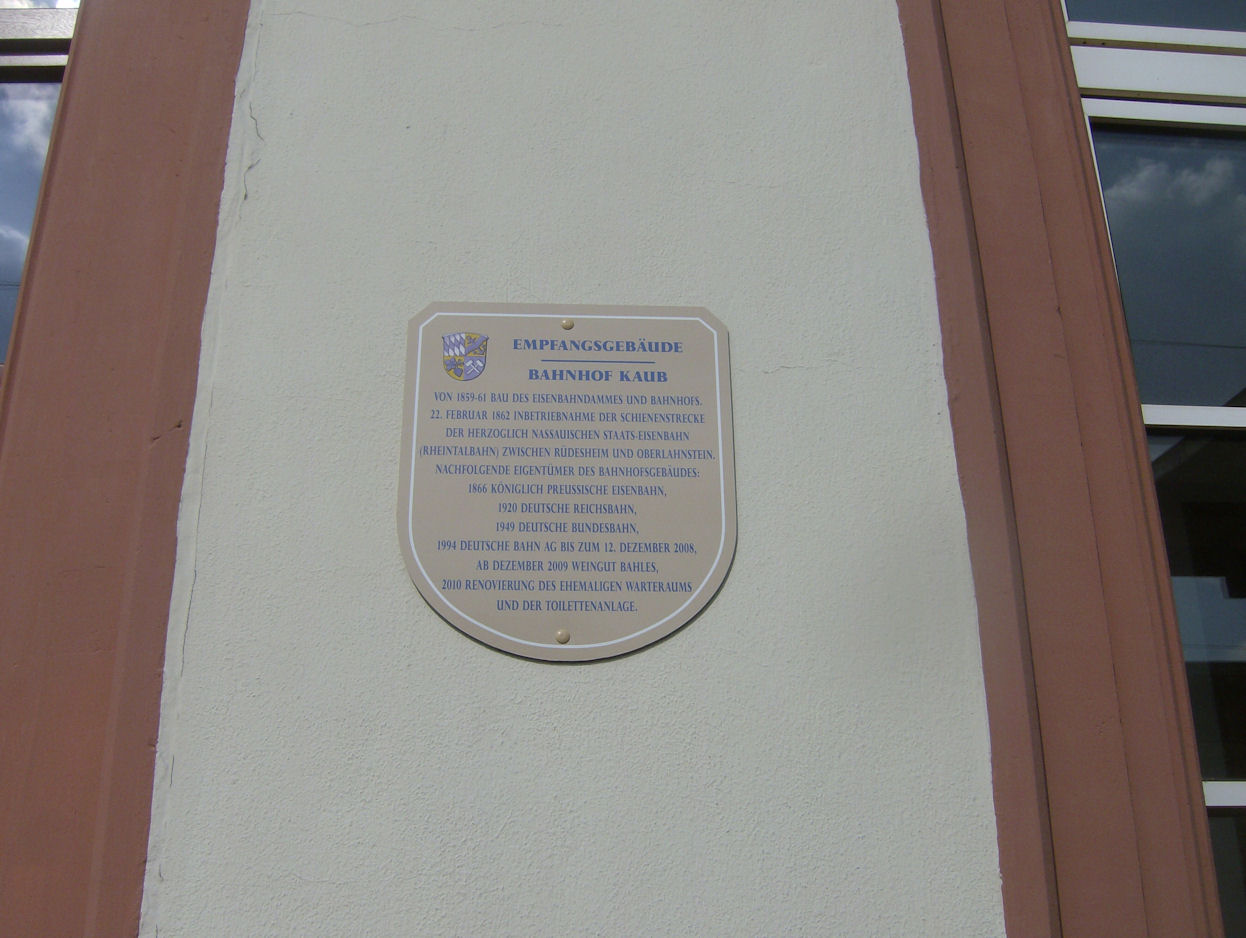 EMPFANGSGEBÄUDE
BAHNHOF KAUB
VON 1859-61 BAU DES EISENBAHNDAMMES UND BAHNHOFS.
22. FEBRUAR 1862 INBETRIEBNAHME DER SCHIENENSTRECKE
DER HERZOGLICH NASSAUISCHEN STAATS-EISENBAHN
(RHEINTALBAHN) ZWISCHEN RÜDESHEIM UND OBERLAHNSTEIN.
NACHFOLGENDE EIGENTÜMER DES BAHNHOFSGEBÄUDES:
1866 KÖNIGLICH PREUSSISCHE EISENBAHN,
1920 DEUTSCHE REICHSBAHN,
1949 DEUTSCHE BUNDESBAHN,
1994 DEUTSCHE BAHN AG BIS ZUM 12. DEZEMBER 2008,
AB DEZEMBER 2009 WEINGUT BAHLES,
2010 RENOVIERUNG DES EHEMALIGEN WARTERAUMS
UND DER TOILETTENANLAGE.